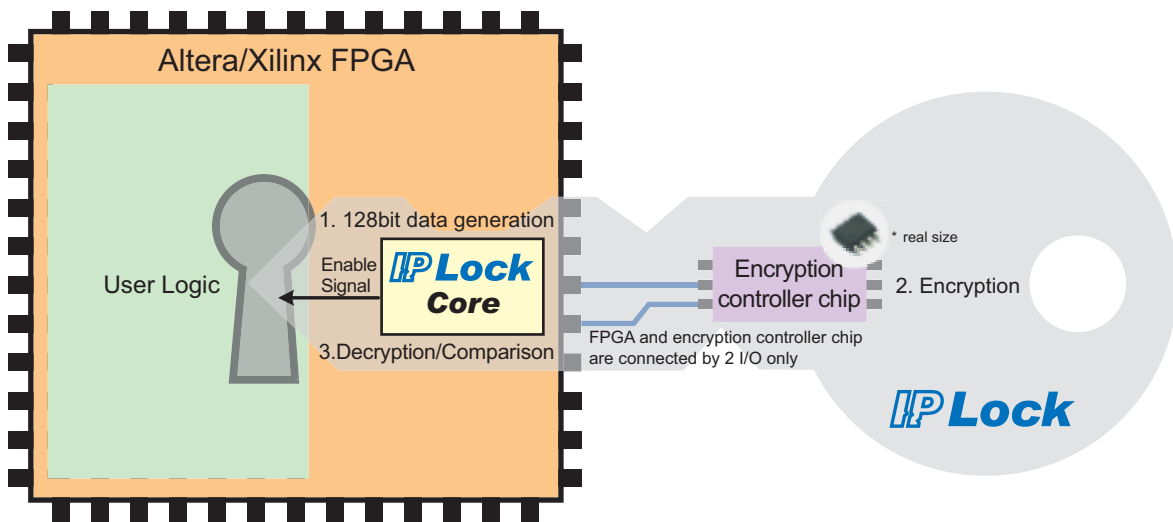 Altera/Xilinx FPGA
1. 128bit data generation
* real size
Enable
Signal
IP Lock
Core
User Logic
Encryption
controller chip
2. Encryption
3.Decryption/Comparison
FPGA and encryption controller chip
are connected by 2 I/O only
IP Lock